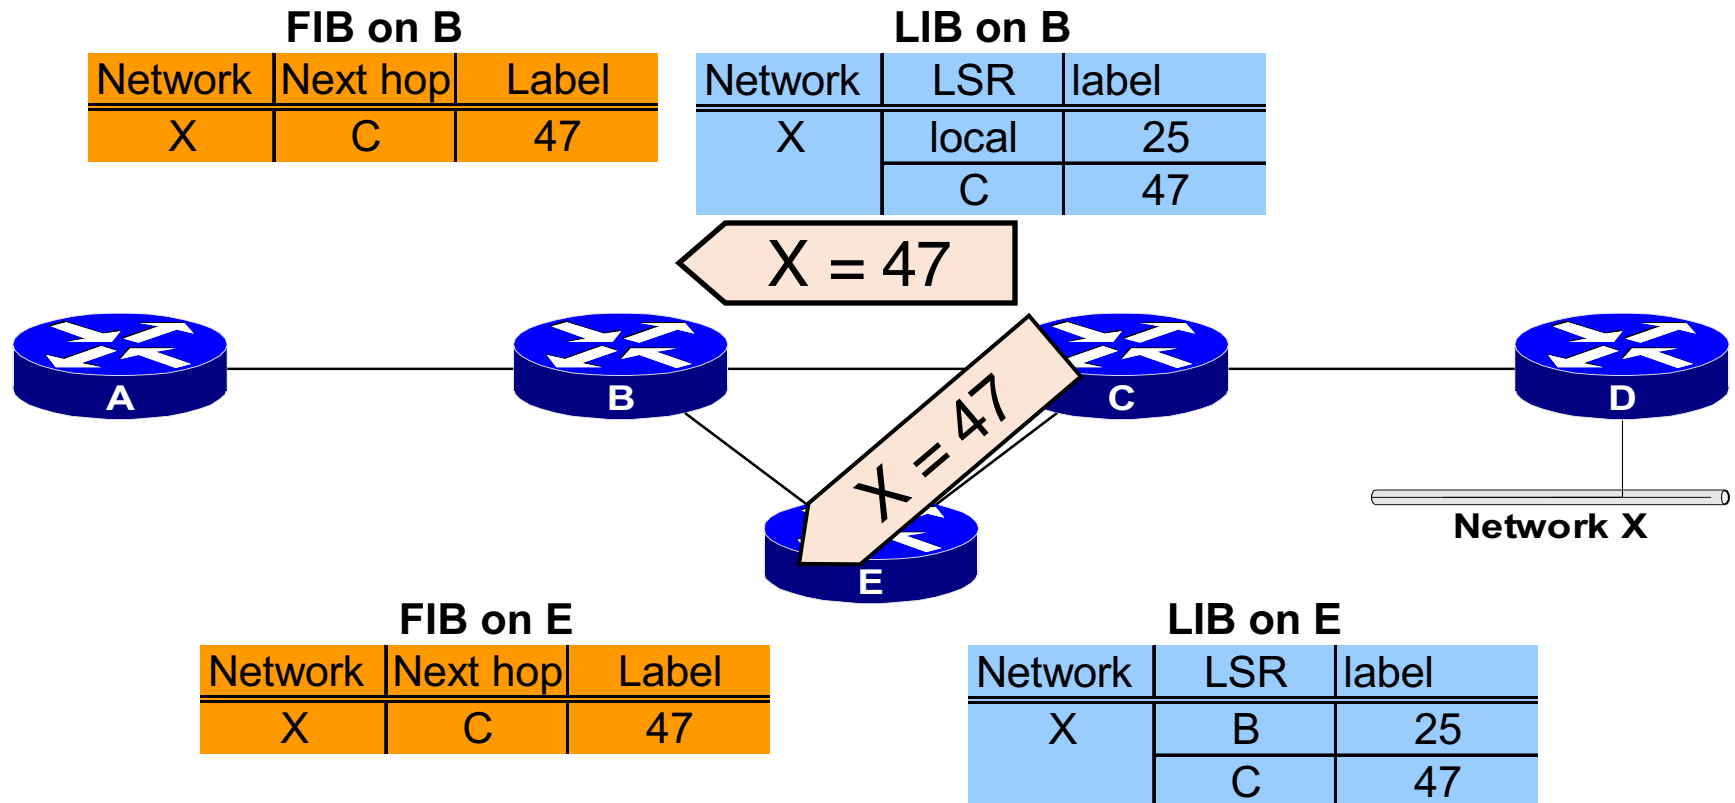 FIB on B
Network Next hop Label
X C 47
LIB on B
Network LSR label
X local 25
C 47
X = 47
X = 47
A
B
C
D
E
Network X
FIB on E
Network Next hop Label
X C 47
LIB on E
Network LSR label
X B 25
C 47